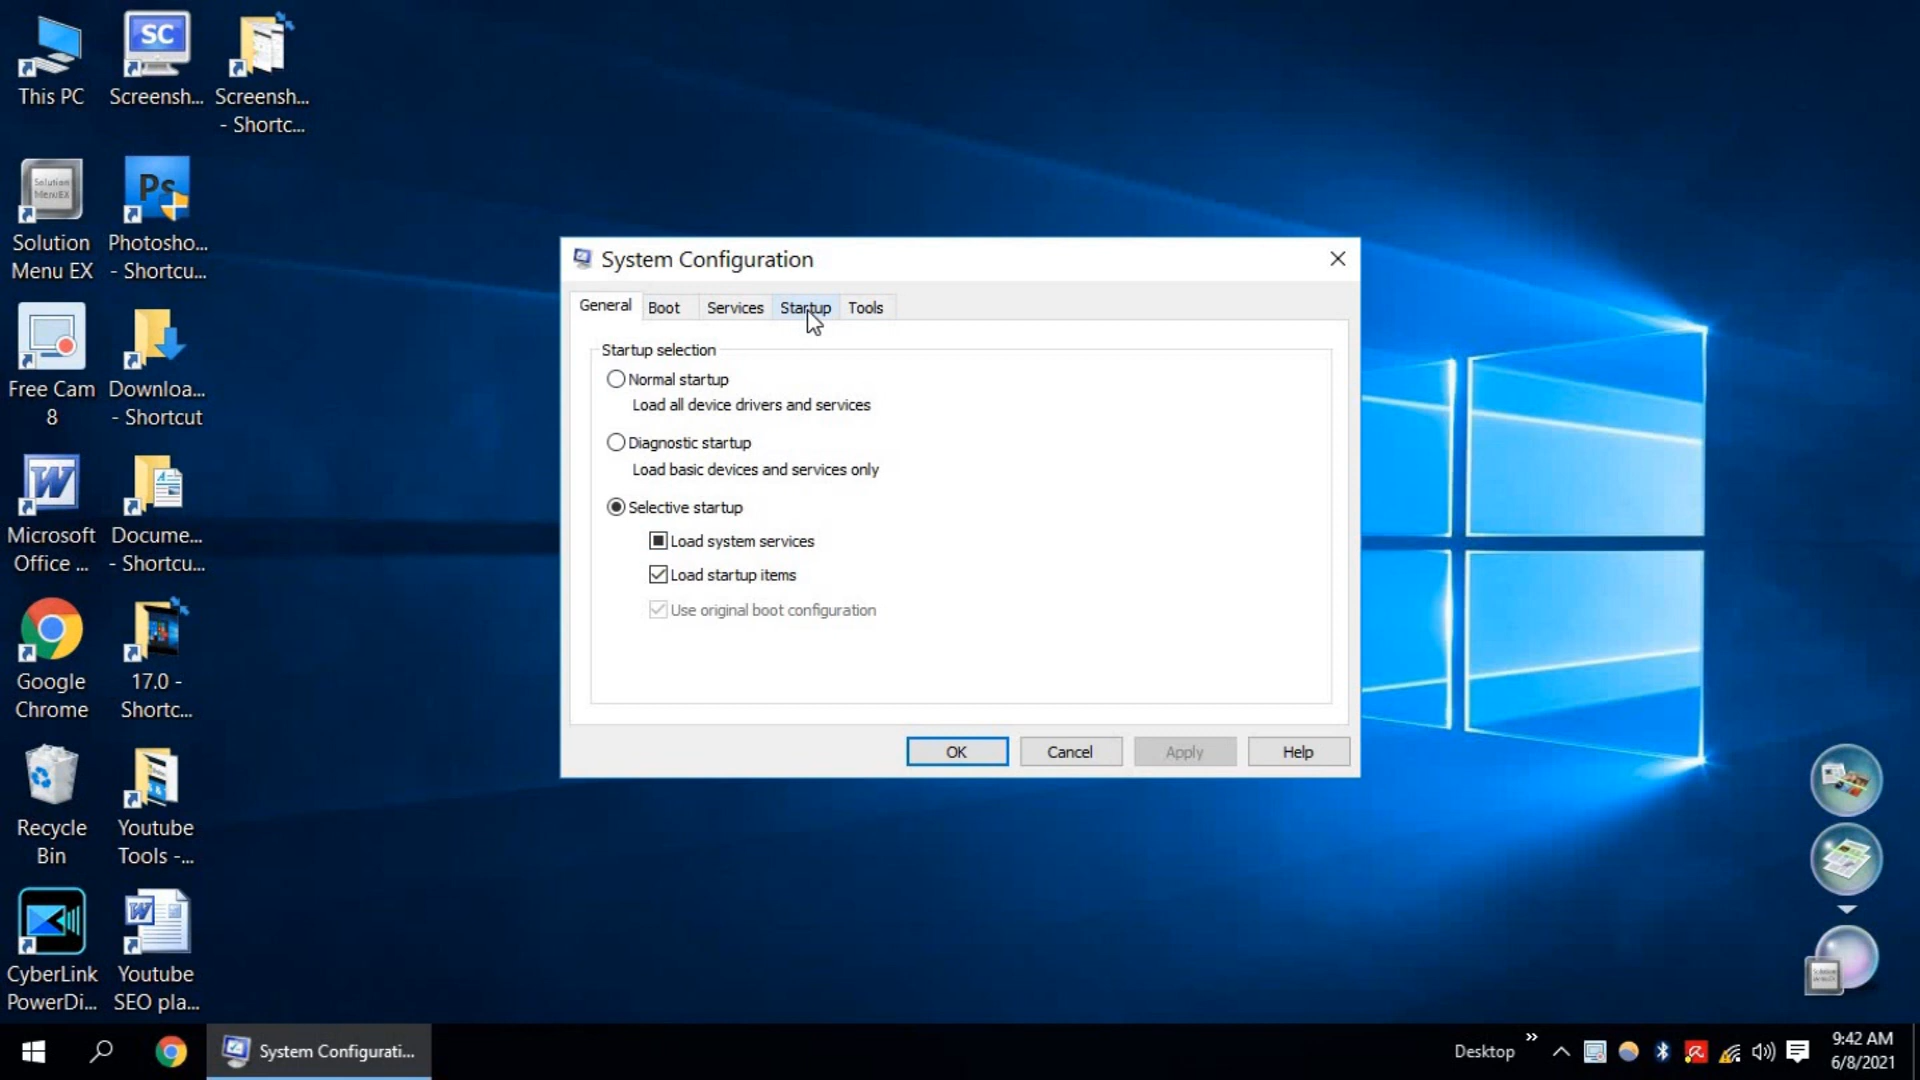 This PC
Screensh...
Screensh...
- Shortc...
SC
Solution
Menu EX
Ps
Photosho...
- Shortcu...
Free Cam
8
Downloa...
- Shortcut
W
Microsoft
Office ...
Docume...
- Shortcu...
Google
Chrome
17.0 -
Shortc...
Recycle
Bin
Youtube
Tools -...
CyberLink
PowerDi...
W
Youtube
SEO pla...
System Configuration
General
Boot
Services
Startup
Tools
Startup selection
Normal startup
Load all device drivers and services
Diagnostic startup
Load basic devices and services only
Selective startup
Load system services
Load startup items
Use original boot configuration
OK
Cancel
Apply
Help
System Configurati...
Desktop
9:42 AM
6/8/2021